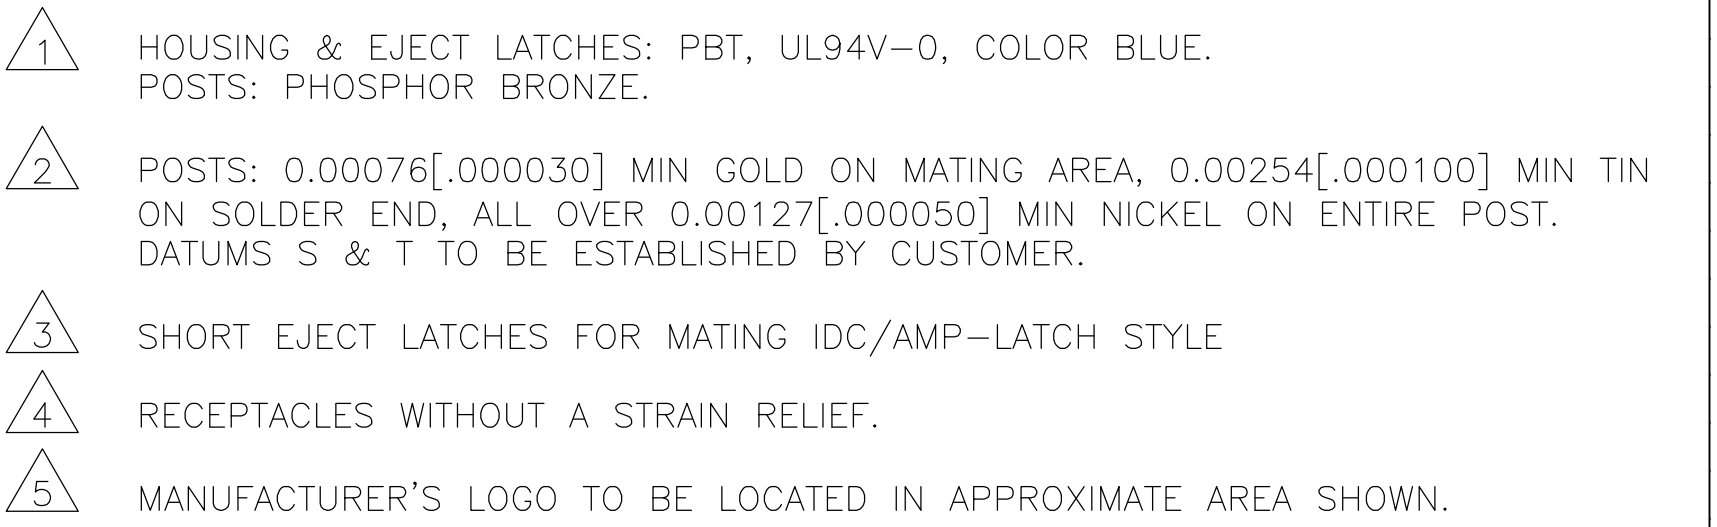 1 HOUSING & EJECT LATCHES: PBT, UL94V-0, COLOR BLUE.
POSTS: PHOSPHOR BRONZE.
2 POSTS: 0.00076[.000030] MIN GOLD ON MATING AREA, 0.00254[.000100] MIN TIN
ON SOLDER END, ALL OVER 0.00127[.000050] MIN NICKEL ON ENTIRE POST.
DATUMS S & T TO BE ESTABLISHED BY CUSTOMER.
3 SHORT EJECT LATCHES FOR MATING IDC/AMP-LATCH STYLE
4 RECEPTACLES WITHOUT A STRAIN RELIEF.
5 MANUFACTURER'S LOGO TO BE LOCATED IN APPROXIMATE AREA SHOWN.